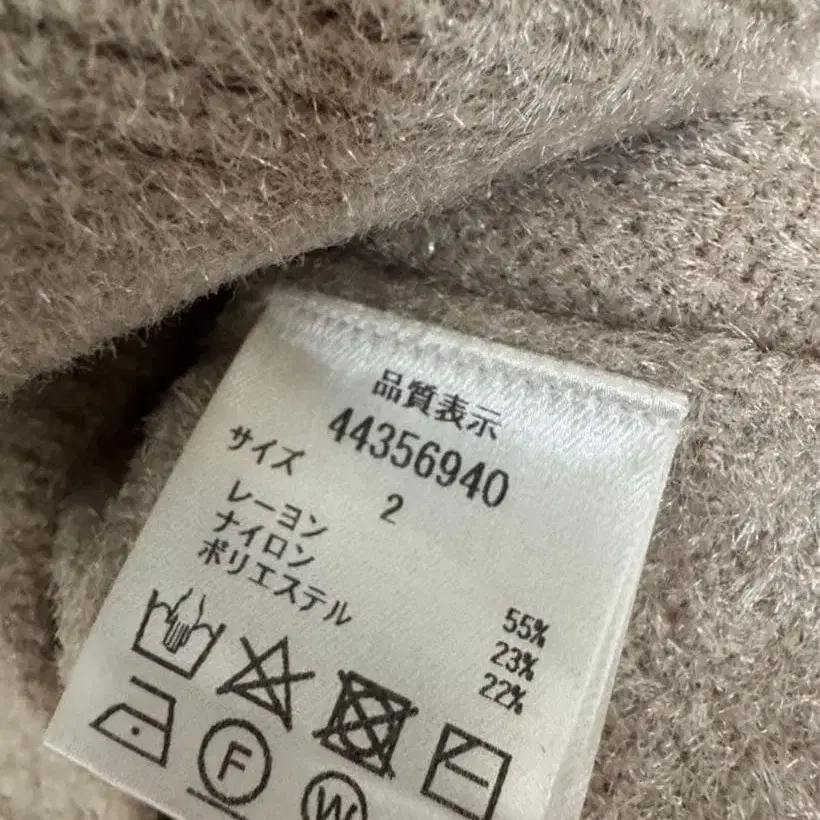 品質表示
44356940
サイズ 2
レーヨン 55%
ナイロン 23%
ポリエステル 22%
F
W